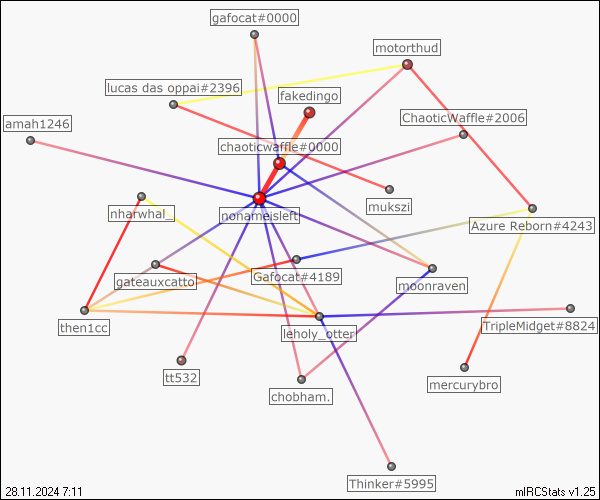 gafocat#0000
motorthud
lucas das oppai#2396
fakedingo
ChaoticWaffle#2006
amah1246
chaoticwaffle#0000
mukszi
nharwhal_
nonameisleft
Azure Reborn#4243
gateauxcatto
Gafocat#4189
moonraven
then1cc
leholy_otter
TripleMidget#8824
tt532
chobham.
mercurybro
Thinker#5995
28.11.2024 7:11
mIRCStats v1.25